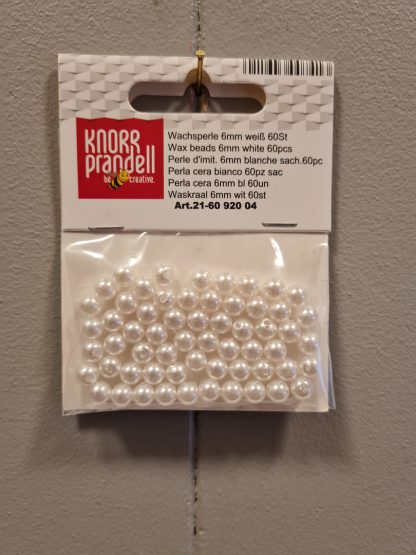 KNORR
prandell
be creative.
Wachsperle 6mm weiß 60St
Wax beads 6mm white 60pcs
Perle d'imit. 6mm blanche sach.60pc
Perla cera bianco 60pz sac
Perla cera 6mm bl 60un
Waskraal 6mm wit 60st
Art.21-60 920 04